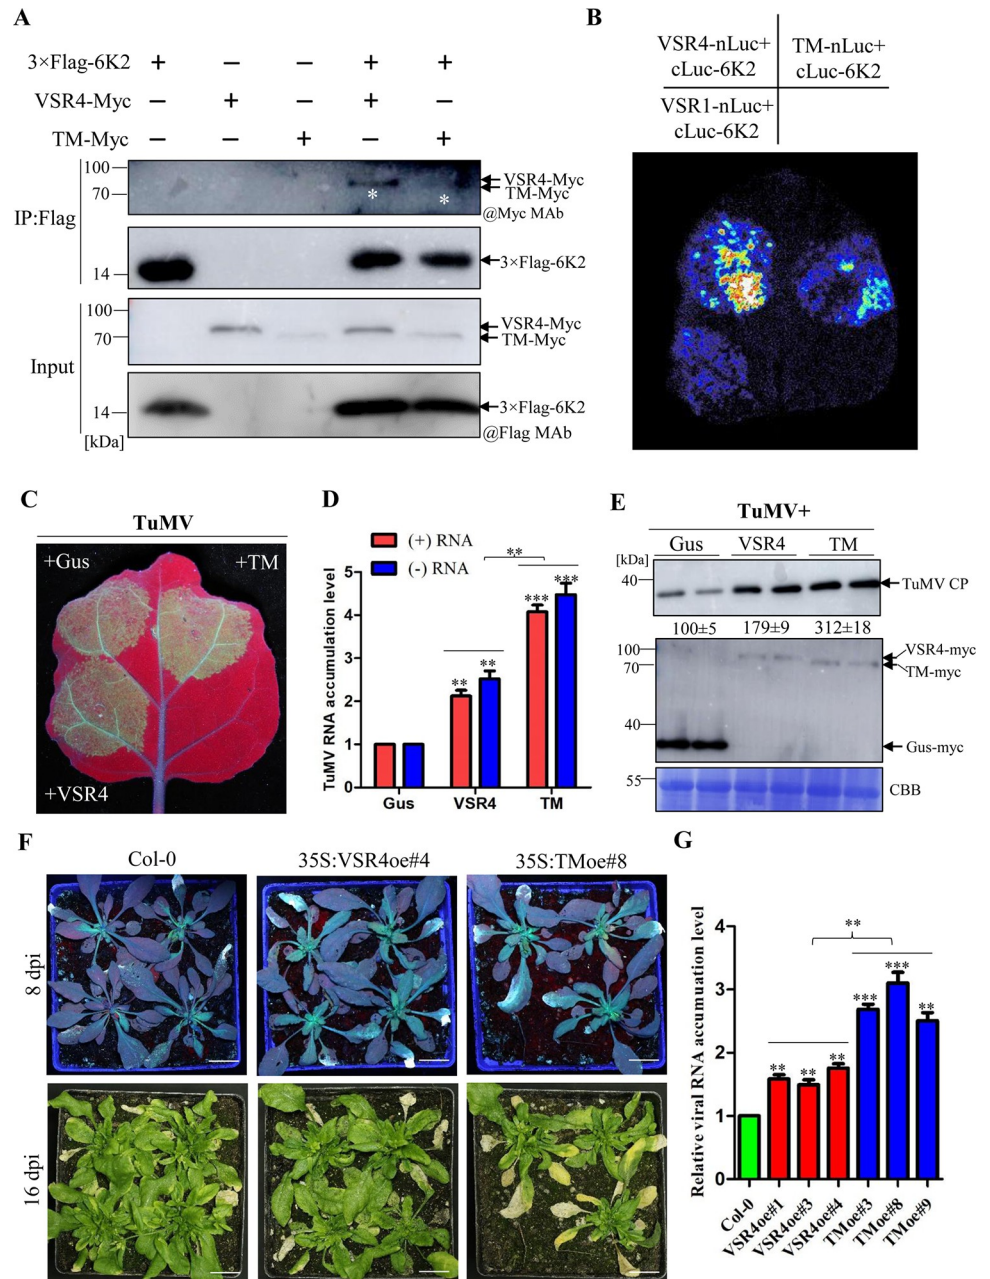 A
3×Flag-6K2 + − − + +
VSR4-Myc − + − + −
TM-Myc − − + − +
IP:Flag
100
70
VSR4-Myc
TM-Myc
* *
@Myc MAb
14
3×Flag-6K2
Input
100
70
VSR4-Myc
TM-Myc
14
3×Flag-6K2
@Flag MAb
[kDa]
B
VSR4-nLuc+
cLuc-6K2
TM-nLuc+
cLuc-6K2
VSR1-nLuc+
cLuc-6K2
C
TuMV
+Gus
+TM
+VSR4
D
(+) RNA
(-) RNA
TuMV RNA accumulation level
5
4
3
2
1
0
** ** *** *** **
Gus VSR4 TM
E
TuMV+
Gus VSR4 TM
[kDa]
40
TuMV CP
100±5 179±9 312±18
100
70
40
VSR4-myc
TM-myc
Gus-myc
55
CBB
F
Col-0 35S:VSR4oe#4 35S:TMoe#8
8 dpi
16 dpi
G
Relative viral RNA accumuation level
4
3
2
1
0
** ** ** *** *** ** **
Col-0 VSR4oe#1 VSR4oe#3 VSR4oe#4 TMoe#3 TMoe#8 TMoe#9